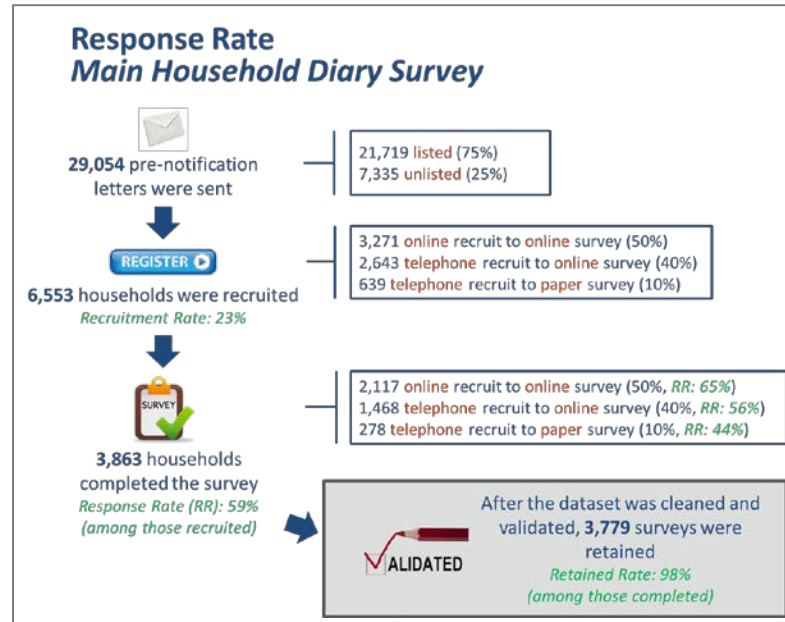 Response Rate
Main Household Diary Survey
29,054 pre-notification
letters were sent
21,719 listed (75%)
7,335 unlisted (25%)
REGISTER
6,553 households were recruited
Recruitment Rate: 23%
3,271 online recruit to online survey (50%)
2,643 telephone recruit to online survey (40%)
639 telephone recruit to paper survey (10%)
SURVEY
3,863 households
completed the survey
Response Rate (RR): 59%
(among those recruited)
2,117 online recruit to online survey (50%, RR: 65%)
1,468 telephone recruit to online survey (40%, RR: 56%)
278 telephone recruit to paper survey (10%, RR: 44%)
ALIDATED
After the dataset was cleaned and
validated, 3,779 surveys were
retained
Retained Rate: 98%
(among those completed)